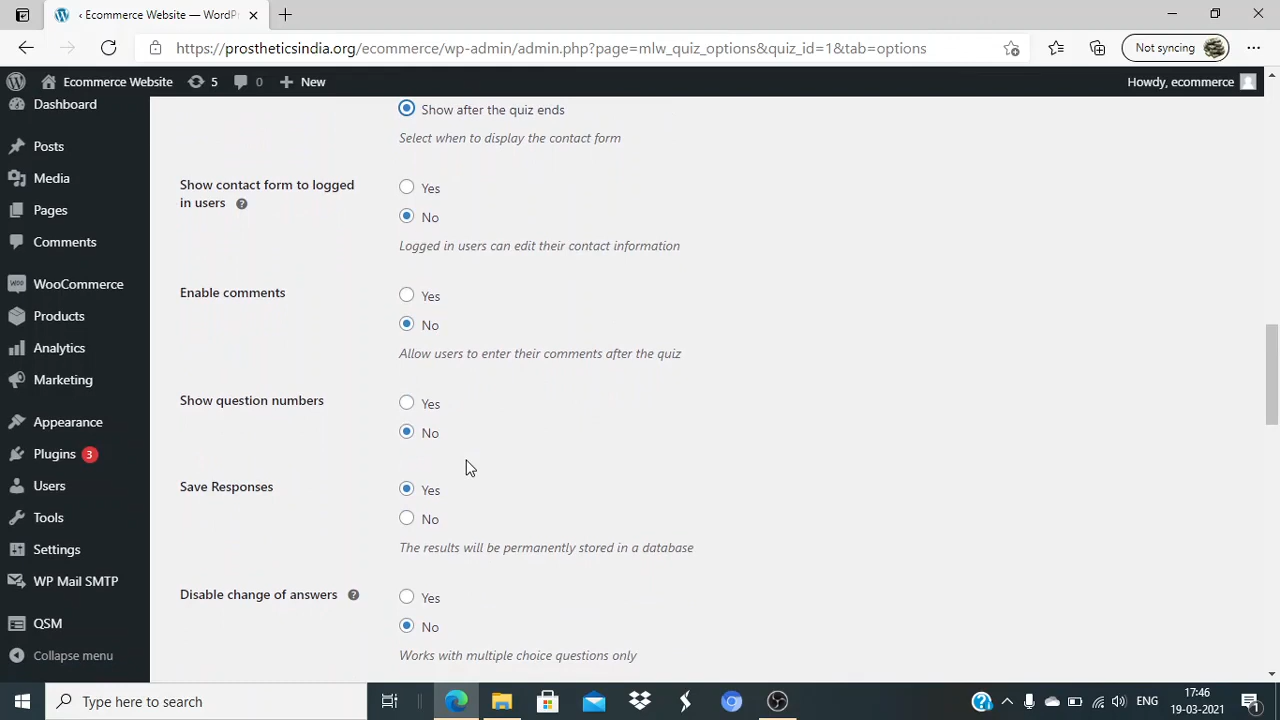 ‹ Ecommerce Website — WordPr
https://prostheticsindia.org/ecommerce/wp-admin/admin.php?page=mlw_quiz_options&quiz_id=1&tab=options
Not syncing
Ecommerce Website
5
0
New
Howdy, ecommerce
Dashboard
Posts
Media
Pages
Comments
WooCommerce
Products
Analytics
Marketing
Appearance
Plugins 3
Users
Tools
Settings
WP Mail SMTP
QSM
Collapse menu
Show after the quiz ends
Select when to display the contact form
Show contact form to logged
in users ?
Yes
No
Logged in users can edit their contact information
Enable comments
Yes
No
Allow users to enter their comments after the quiz
Show question numbers
Yes
No
Save Responses
Yes
No
The results will be permanently stored in a database
Disable change of answers ?
Yes
No
Works with multiple choice questions only
Type here to search
ENG
17:46
19-03-2021
1